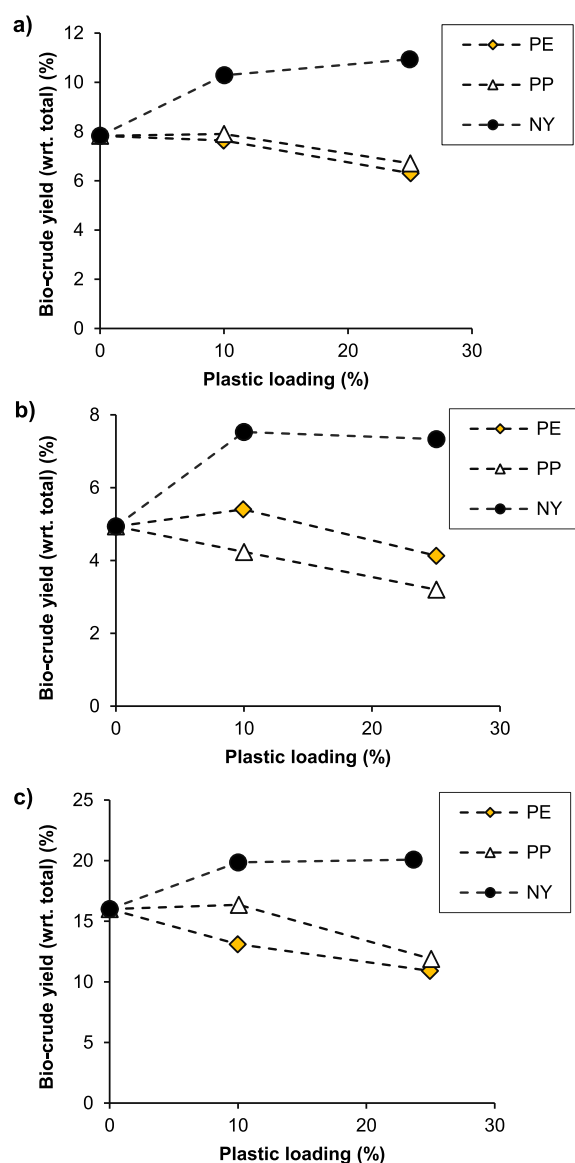 a)
12
10
8
6
4
2
0
0 10 20 30
Bio-crude yield (wrt. total) (%)
Plastic loading (%)
PE
PP
NY
b)
8
6
4
2
0
0 10 20 30
Bio-crude yield (wrt. total) (%)
Plastic loading (%)
PE
PP
NY
c)
25
20
15
10
5
0
0 10 20 30
Bio-crude yield (wrt. total) (%)
Plastic loading (%)
PE
PP
NY